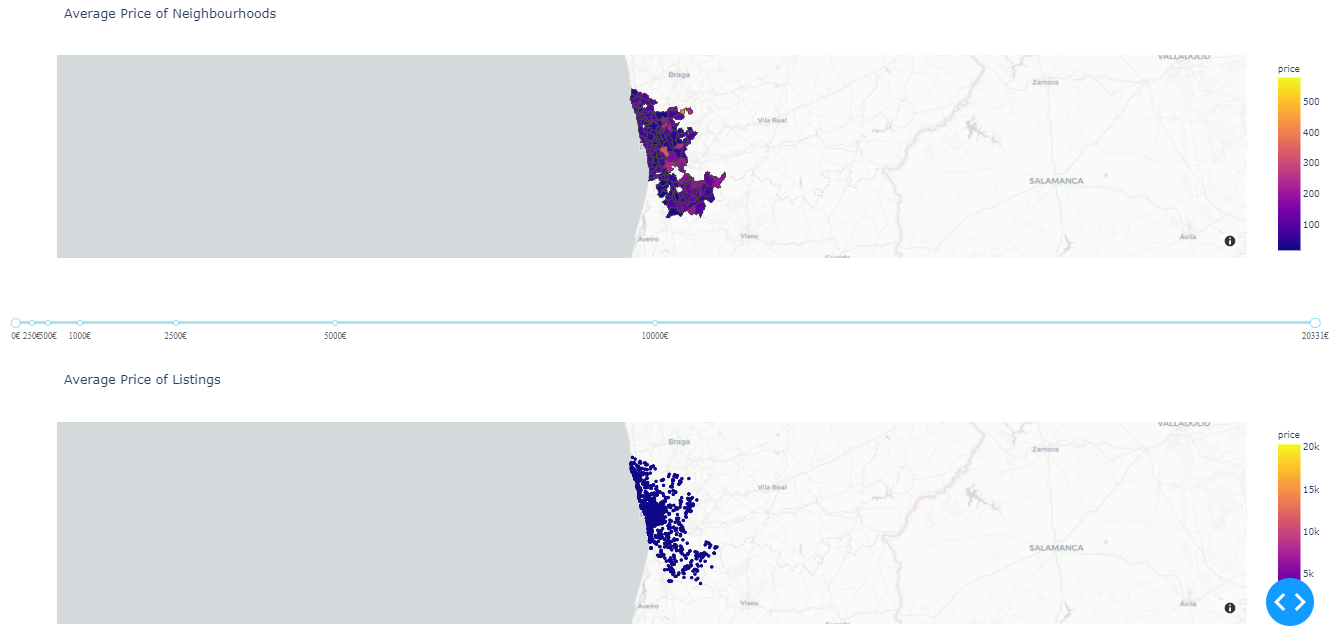 Average Price of Neighbourhoods
VALLADOLID
price
Braga
Zamora
500
Vila Real
400
300
SALAMANCA
200
100
Aveiro
Viseu
Ávila
Guarda
0€ 250€ 500€ 1000€ 2500€ 5000€ 10000€ 20331€
Average Price of Listings
VALLADOLID
price
Braga
20k
Zamora
15k
Vila Real
10k
SALAMANCA
5k
Aveiro
Viseu
Ávila